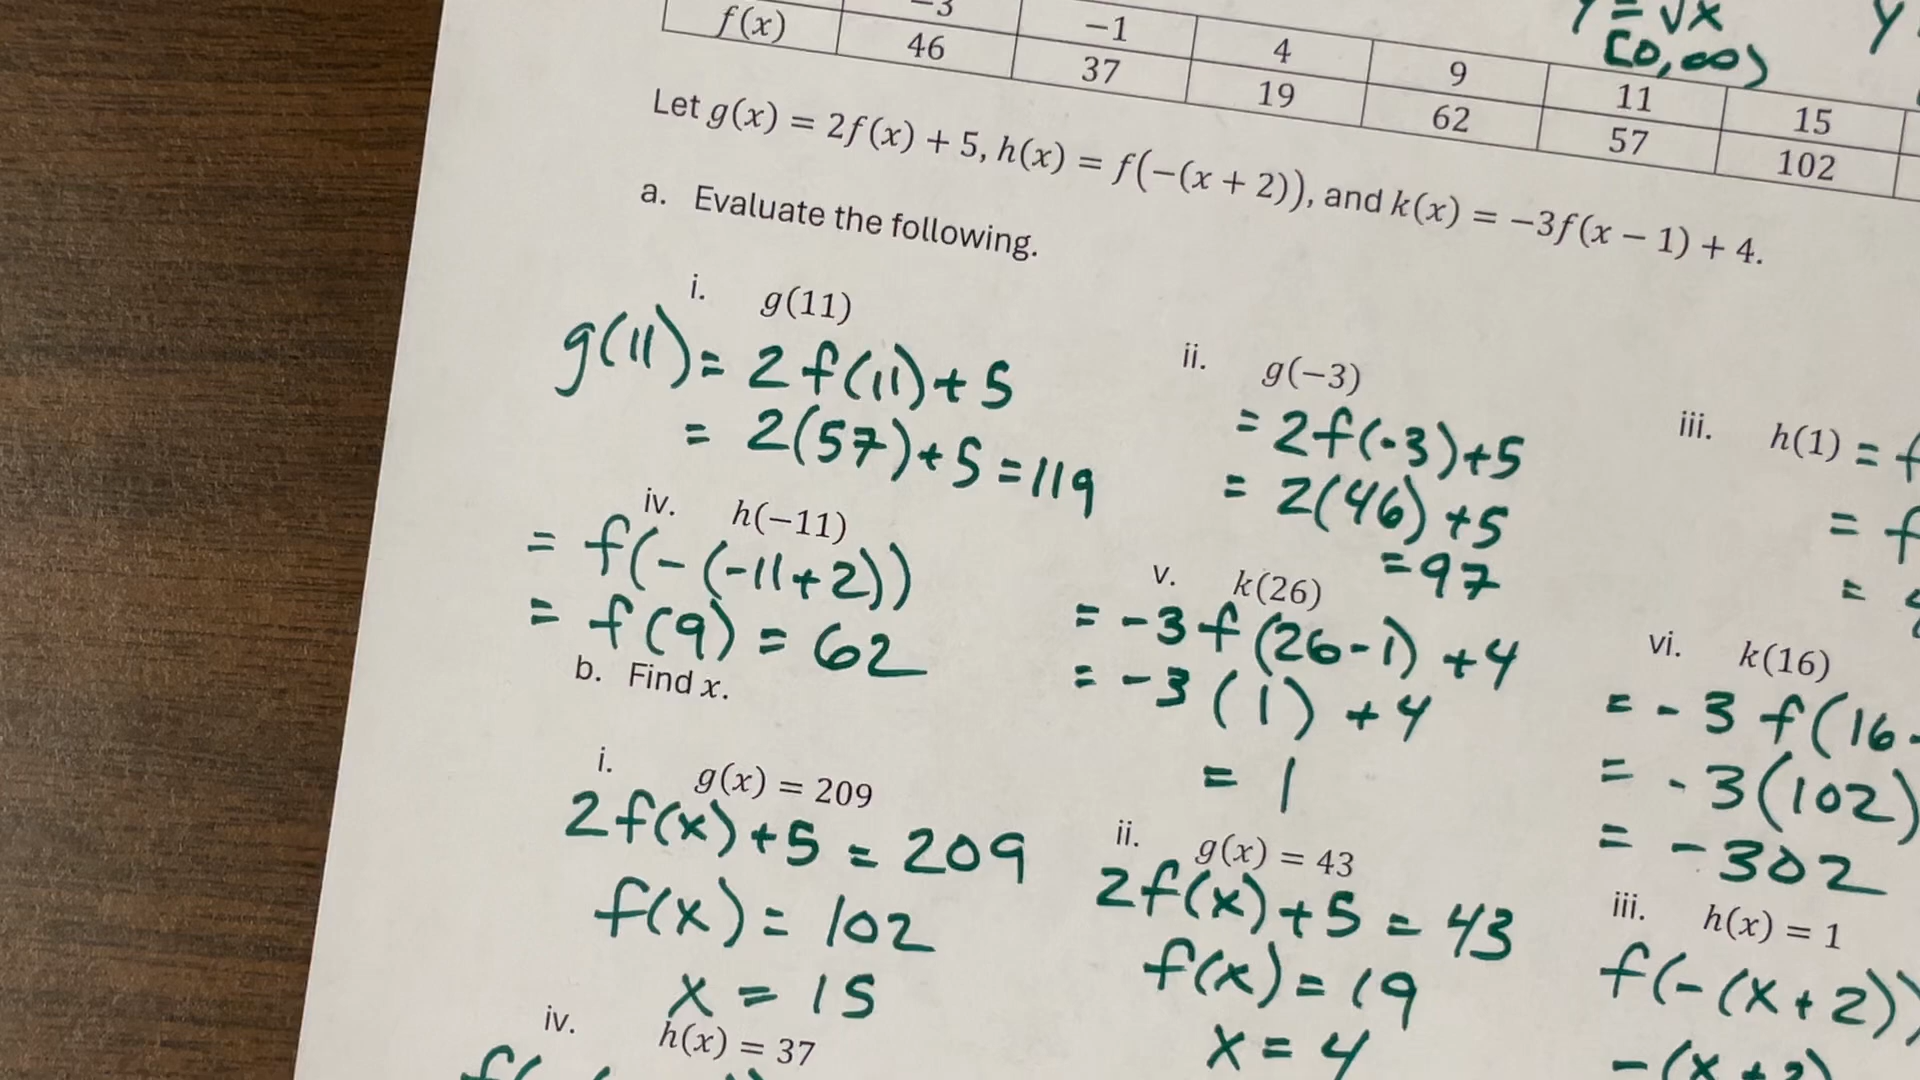 −3 −1 4 9 11 15
f(x) 46 37 19 62 57 102
y = √x
y
[0,∞)
Let g(x) = 2f(x) + 5, h(x) = f(−(x + 2)), and k(x) = −3f(x − 1) + 4.
a. Evaluate the following.
i. g(11)
g(11) = 2f(11)+5
= 2(57)+5 = 119
ii. g(−3)
= 2f(-3)+5
= 2(46)+5
= 97
iii. h(1) = f
= f
=
iv. h(−11)
= f(-(-11+2))
= f(9) = 62
v. k(26)
= -3f(26-1) +4
= -3(1) +4
= 1
vi. k(16)
= -3f(16-
= -3(102)
= -302
b. Find x.
i. g(x) = 209
2f(x)+5 = 209
f(x) = 102
x = 15
ii. g(x) = 43
2f(x)+5 = 43
f(x) = 19
x = 4
iii. h(x) = 1
f(-(x+2))
-(x+2)
iv. h(x) = 37